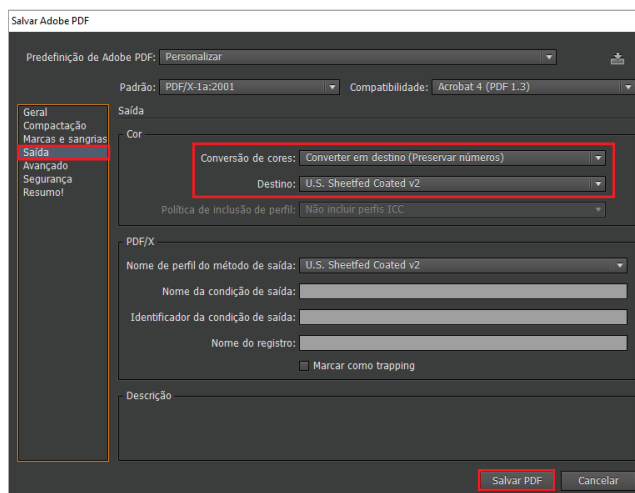 Salvar Adobe PDF
Predefinição de Adobe PDF: Personalizar
Padrão: PDF/X-1a:2001 Compatibilidade: Acrobat 4 (PDF 1.3)
Geral
Compactação
Marcas e sangrias
Saída
Avançado
Segurança
Resumo!
Saída
Cor
Conversão de cores: Converter em destino (Preservar números)
Destino: U.S. Sheetfed Coated v2
Política de inclusão de perfil: Não incluir perfis ICC
PDF/X
Nome de perfil do método de saída: U.S. Sheetfed Coated v2
Nome da condição de saída:
Identificador da condição de saída:
Nome do registro:
Marcar como trapping
Descrição
Salvar PDF Cancelar